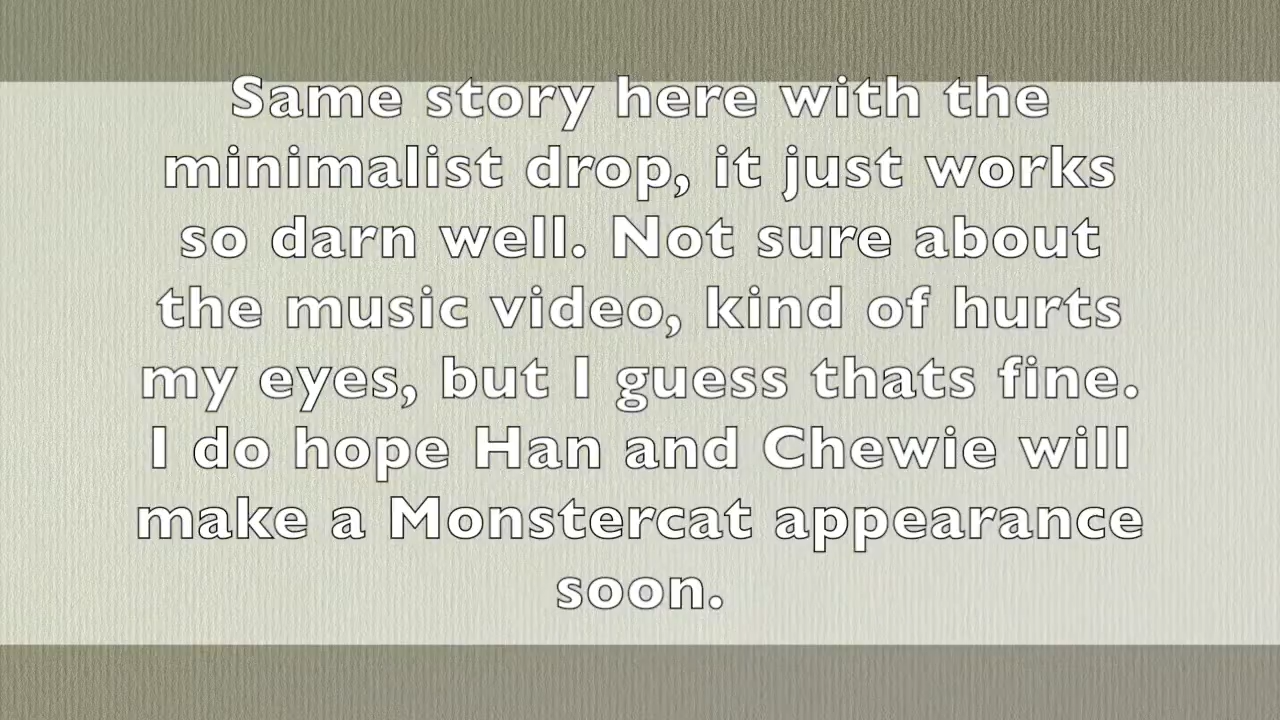 Same story here with the
minimalist drop, it just works
so darn well. Not sure about
the music video, kind of hurts
my eyes, but I guess thats fine.
I do hope Han and Chewie will
make a Monstercat appearance
soon.